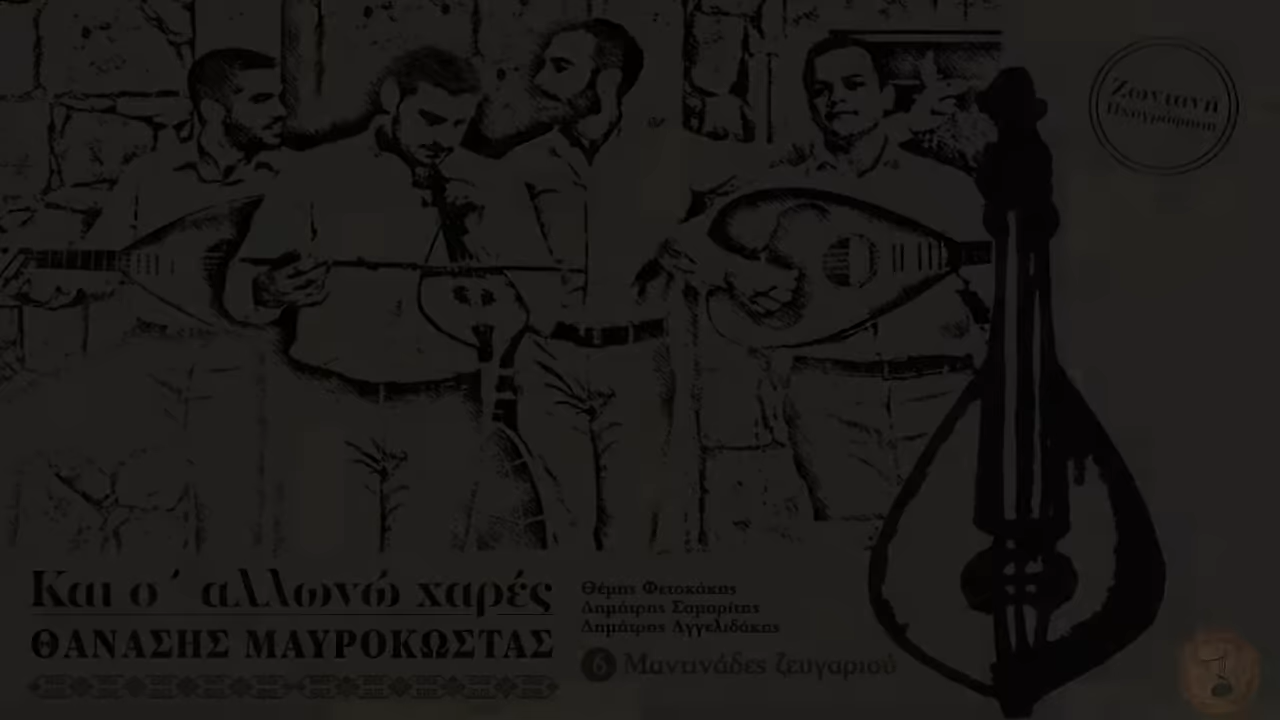 Ζωντανή
Ηχογράφηση
Και σ΄ αλλωνώ χαρές
ΘΑΝΑΣΗΣ ΜΑΥΡΟΚΩΣΤΑΣ
Θέμης Φετοκάκης
Δημήτρης Σαμαρίτης
Δημήτρης Αγγελιδάκης
6 Μαντινάδες ζευγαριού